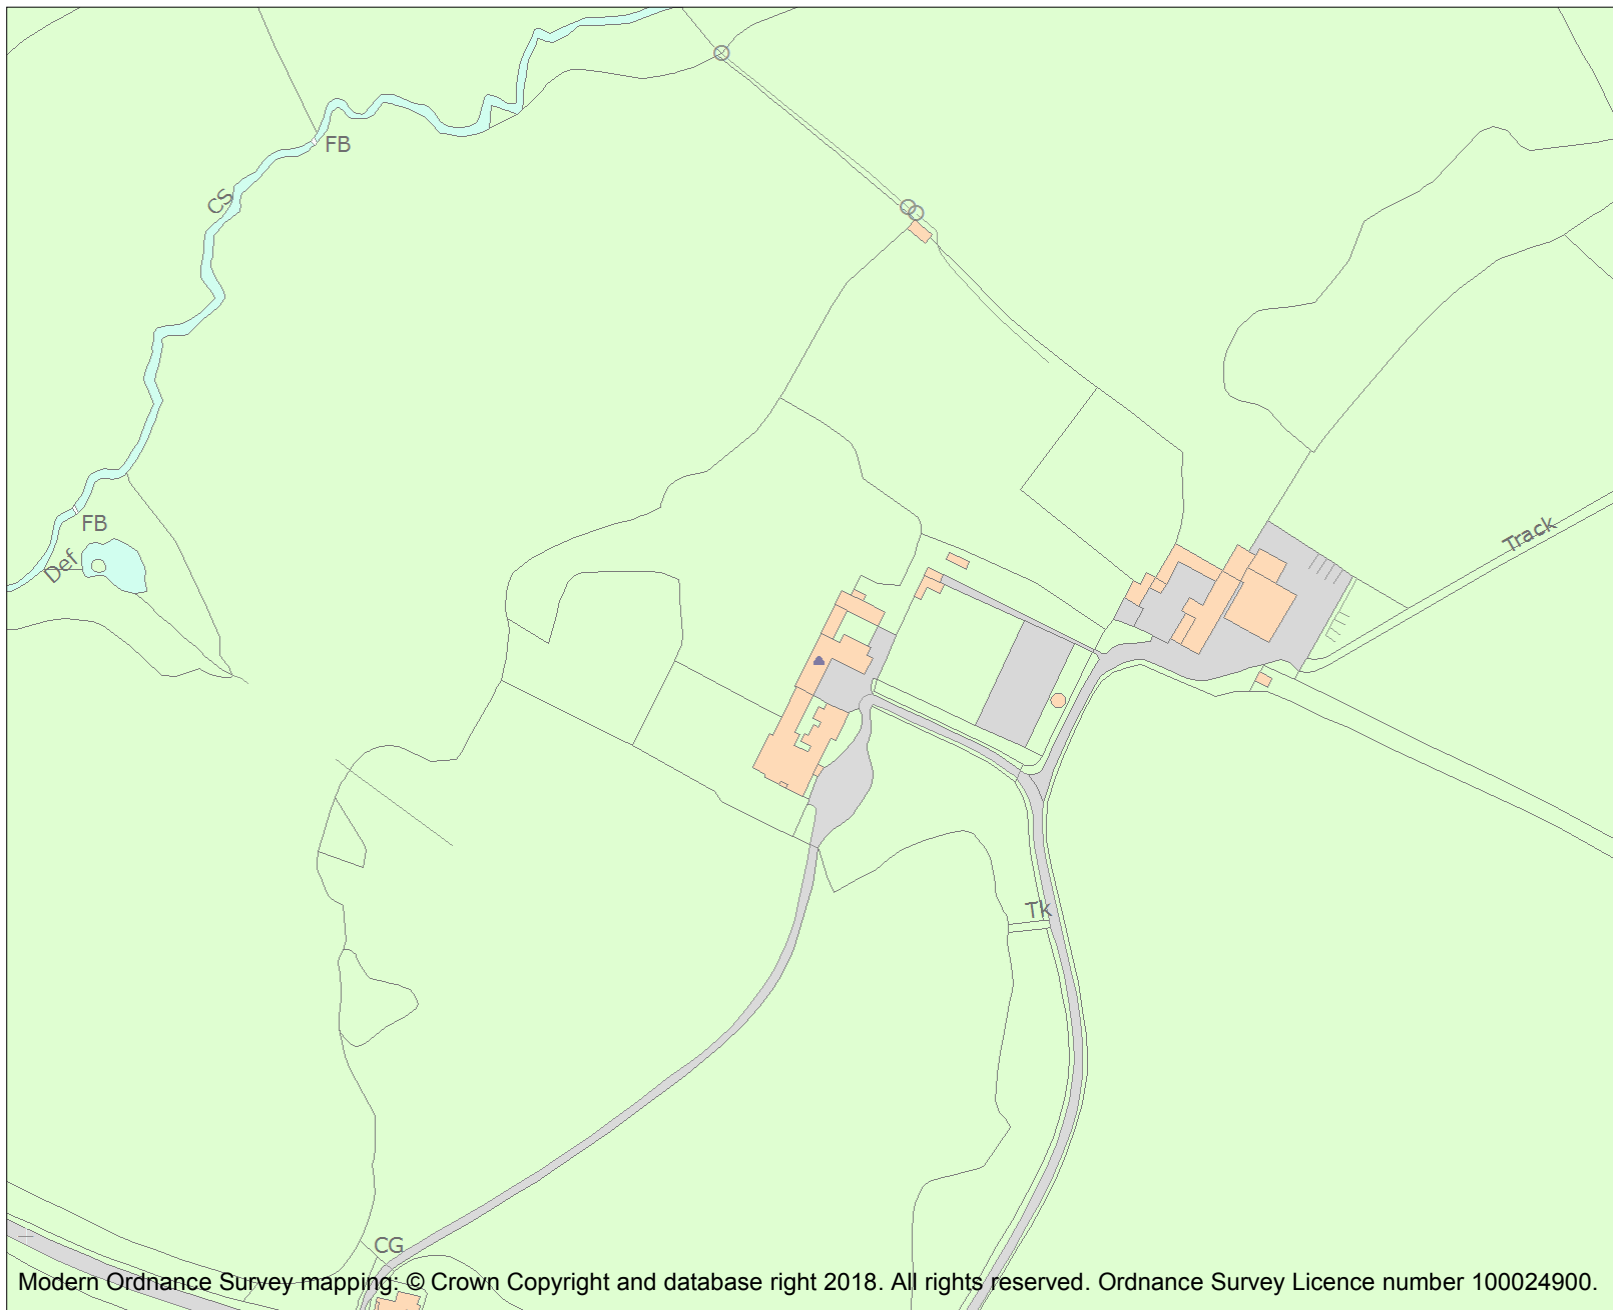 FB
CS
FB
Def
Track
Tk
CG
Modern Ordnance Survey mapping: © Crown Copyright and database right 2018. All rights reserved. Ordnance Survey Licence number 100024900.